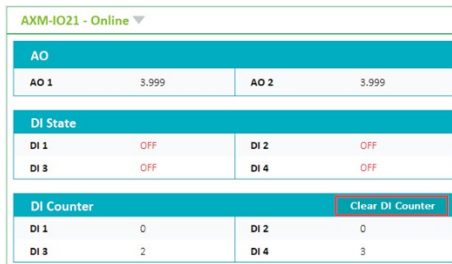 AXM-IO21 - Online
AO
AO 1 3.999 AO 2 3.999
DI State
DI 1 OFF DI 2 OFF
DI 3 OFF DI 4 OFF
DI Counter Clear DI Counter
DI 1 0 DI 2 0
DI 3 2 DI 4 3